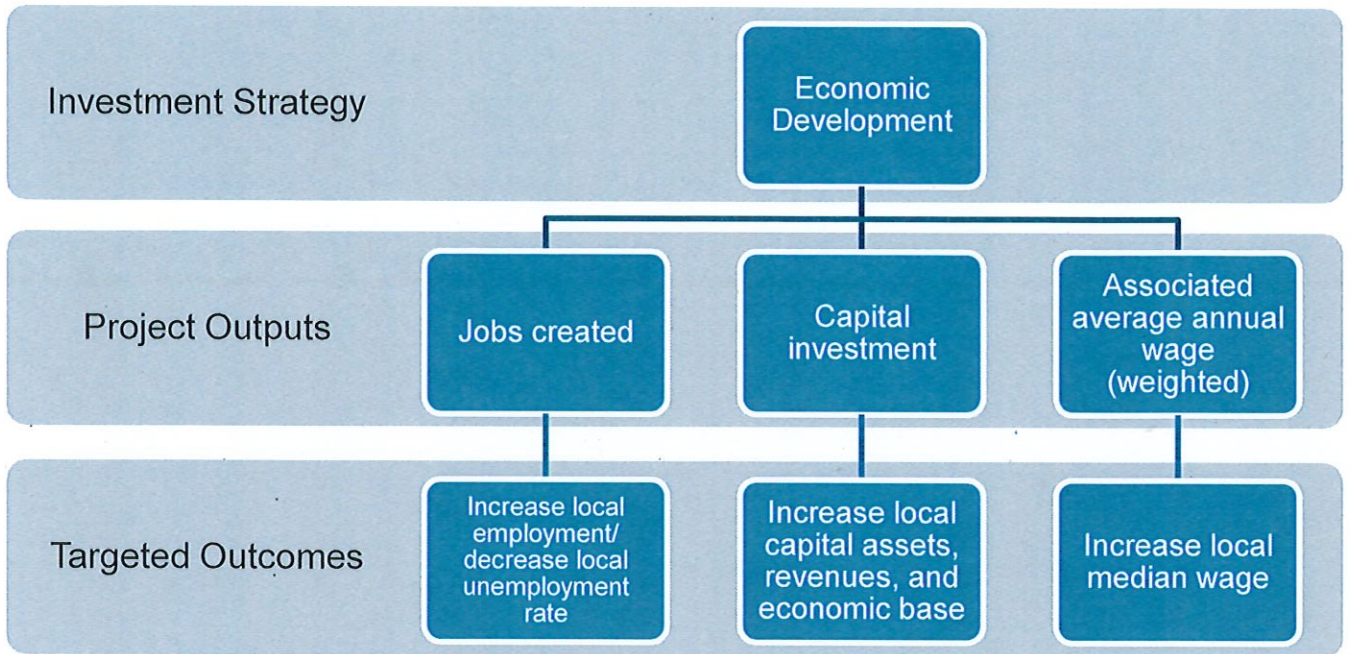 Investment Strategy
Economic
Development
Project Outputs
Jobs created
Capital
investment
Associated
average annual
wage
(weighted)
Targeted Outcomes
Increase local
employment/
decrease local
unemployment
rate
Increase local
capital assets,
revenues, and
economic base
Increase local
median wage